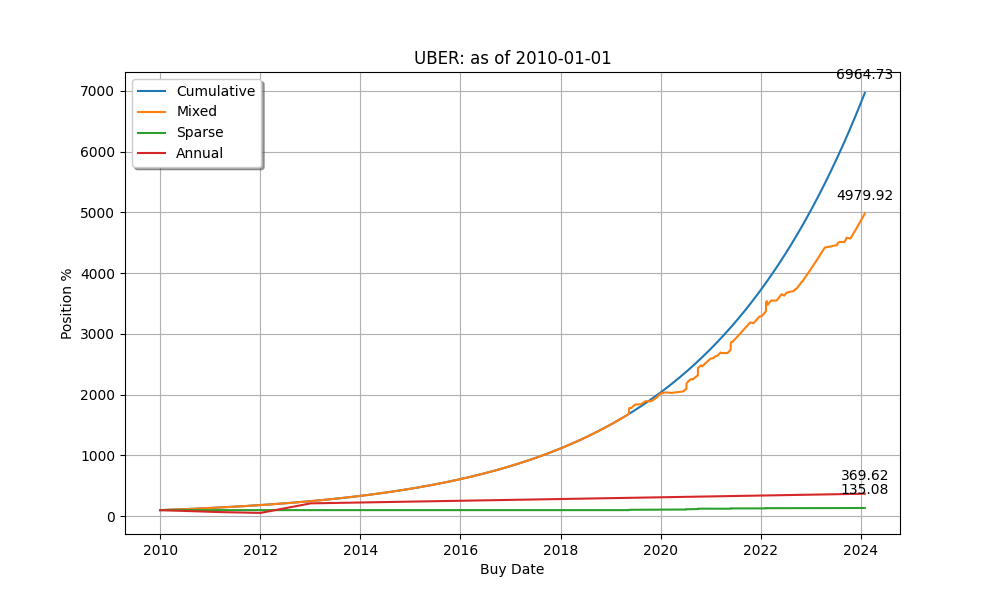 UBER: as of 2010-01-01
6964.73
7000
Cumulative
Mixed
Sparse
Annual
6000
4979.92
5000
4000
Position %
3000
2000
1000
369.62
135.08
0
2010 2012 2014 2016 2018 2020 2022 2024
Buy Date